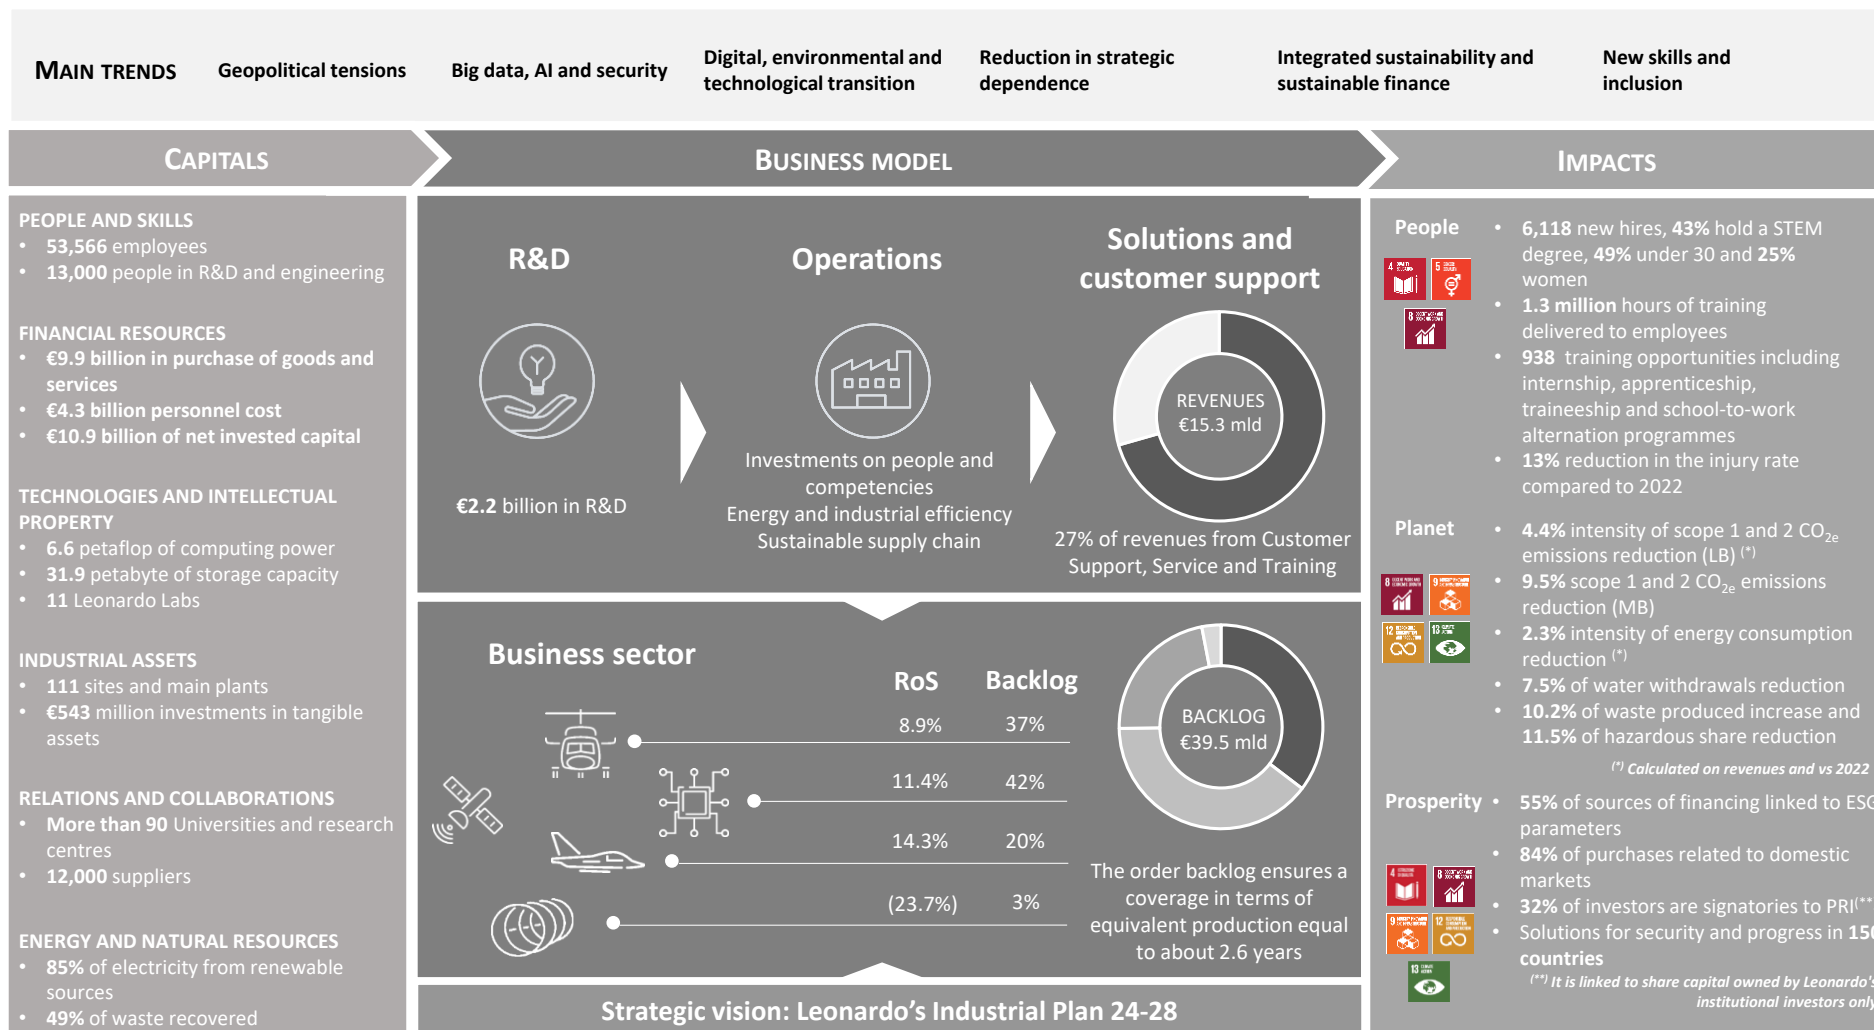 MAIN TRENDS
Geopolitical tensions
Big data, AI and security
Digital, environmental and
technological transition
Reduction in strategic
dependence
Integrated sustainability and
sustainable finance
New skills and
inclusion
CAPITALS
PEOPLE AND SKILLS
• 53,566 employees
• 13,000 people in R&D and engineering
FINANCIAL RESOURCES
• €9.9 billion in purchase of goods and
services
• €4.3 billion personnel cost
• €10.9 billion of net invested capital
TECHNOLOGIES AND INTELLECTUAL
PROPERTY
• 6.6 petaflop of computing power
• 31.9 petabyte of storage capacity
• 11 Leonardo Labs
INDUSTRIAL ASSETS
• 111 sites and main plants
• €543 million investments in tangible
assets
RELATIONS AND COLLABORATIONS
• More than 90 Universities and research
centres
• 12,000 suppliers
ENERGY AND NATURAL RESOURCES
• 85% of electricity from renewable
sources
• 49% of waste recovered
BUSINESS MODEL
R&D
€2.2 billion in R&D
Operations
Investments on people and
competencies
Energy and industrial efficiency
Sustainable supply chain
Solutions and
customer support
REVENUES
€15.3 mld
27% of revenues from Customer
Support, Service and Training
Business sector
RoS Backlog
8.9% 37%
11.4% 42%
14.3% 20%
(23.7%) 3%
BACKLOG
€39.5 mld
The order backlog ensures a
coverage in terms of
equivalent production equal
to about 2.6 years
Strategic vision: Leonardo's Industrial Plan 24-28
IMPACTS
People
4
5
8
• 6,118 new hires, 43% hold a STEM
degree, 49% under 30 and 25%
women
• 1.3 million hours of training
delivered to employees
• 938 training opportunities including
internship, apprenticeship,
traineeship and school-to-work
alternation programmes
• 13% reduction in the injury rate
compared to 2022
Planet
8
9
12
13
• 4.4% intensity of scope 1 and 2 CO2e
emissions reduction (LB) (*)
• 9.5% scope 1 and 2 CO2e emissions
reduction (MB)
• 2.3% intensity of energy consumption
reduction (*)
• 7.5% of water withdrawals reduction
• 10.2% of waste produced increase and
11.5% of hazardous share reduction
(*) Calculated on revenues and vs 2022
Prosperity
4
8
9
12
13
• 55% of sources of financing linked to ESG
parameters
• 84% of purchases related to domestic
markets
• 32% of investors are signatories to PRI(**
• Solutions for security and progress in 150
countries
(**) It is linked to share capital owned by Leonardo's
institutional investors only